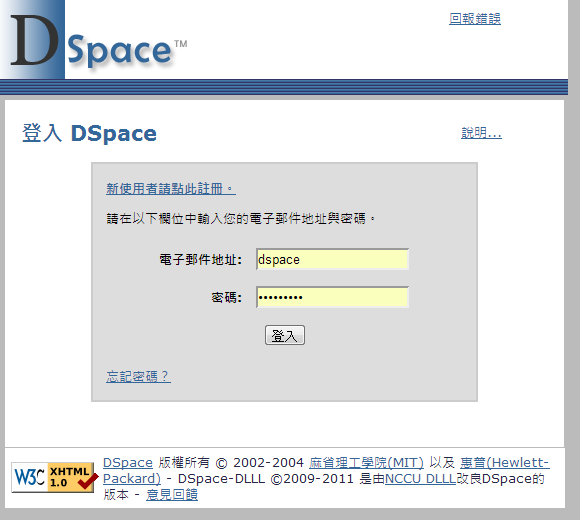 回報錯誤
DSpace™
登入 DSpace
說明...
新使用者請點此註冊。
請在以下欄位中輸入您的電子郵件地址與密碼。
電子郵件地址: dspace
密碼: •••••••••
登入
忘記密碼？
W3C XHTML 1.0
DSpace 版權所有 © 2002-2004 麻省理工學院(MIT) 以及 惠普(Hewlett-
Packard) - DSpace-DLLL ©2009-2011 是由NCCU DLLL改良DSpace的
版本 - 意見回饋